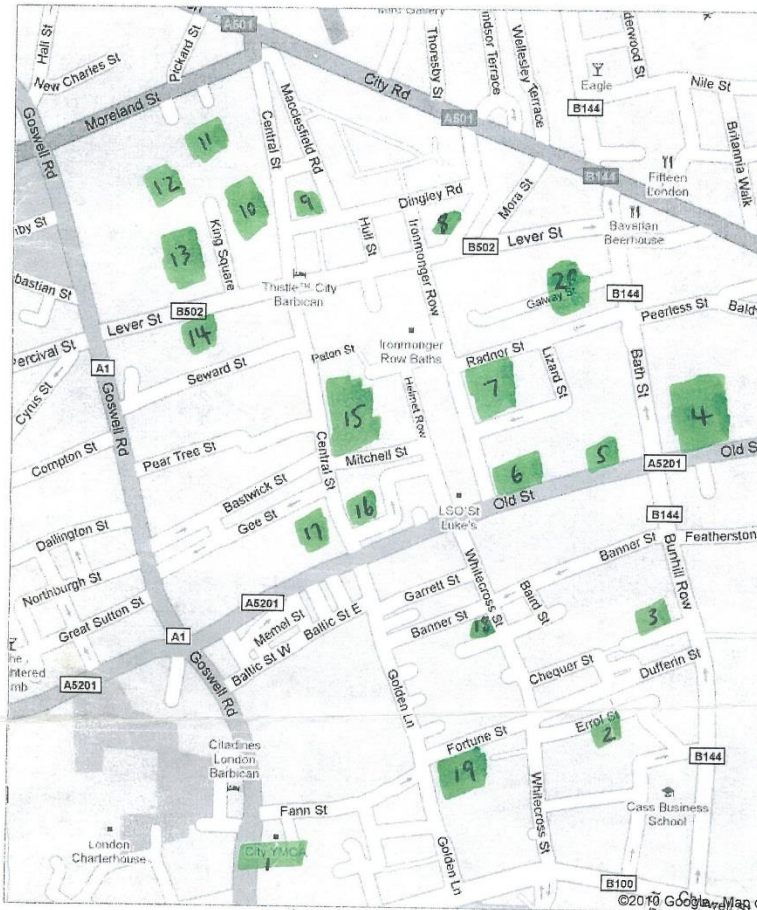 A501
Hall St
Pickard St
New Charles St
Moreland St
Goswell Rd
Central St
Macclesfield Rd
City Rd
Thoresby St
Wellesley Terrace
Eagle
Nile St
B144
A501
Britannia Walk
11
12
10
9
Dingley Rd
Mora St
B144
Fifteen
London
8
Hull St
King Square
13
Ironmonger Row
B502
Lever St
Bavarian
Beerhouse
Thistle™ City
Barbican
20
Galway St
B144
B502
Lever St
14
Percival St
Peerless St
Ironmonger
Row Baths
Paton St
Radnor St
Bath St
A1
Seward St
Cyrus St
Goswell Rd
Helmet Row
Lizard St
7
15
4
Compton St
Pear Tree St
Central St
Mitchell St
6
5
Old St
A5201
Bastwick St
Gee St
16
17
Old St
LSO St
Luke's
B144
Dallington St
Northburgh St
Great Sutton St
Banner St
Featherston
Bunhill Row
Garrett St
Whitecross St
Baird St
A5201
Memel St
Baltic St E
Banner St
18
3
A1
Baltic St W
Chequer St
Dufferin St
A5201
Goswell Rd
Golden Ln
Errol St
2
Fortune St
19
B144
Citadines
London
Barbican
Cass Business
School
Fann St
Whitecross St
London
Charterhouse
City YMCA
1
Golden Ln
B100
©2010 Google
Map